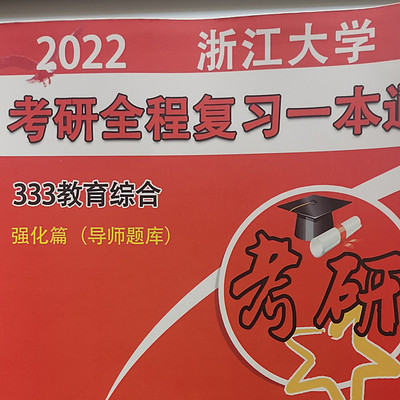 2022 浙江大学
考研全程复习一本通
333教育综合
强化篇（导师题库）
考研